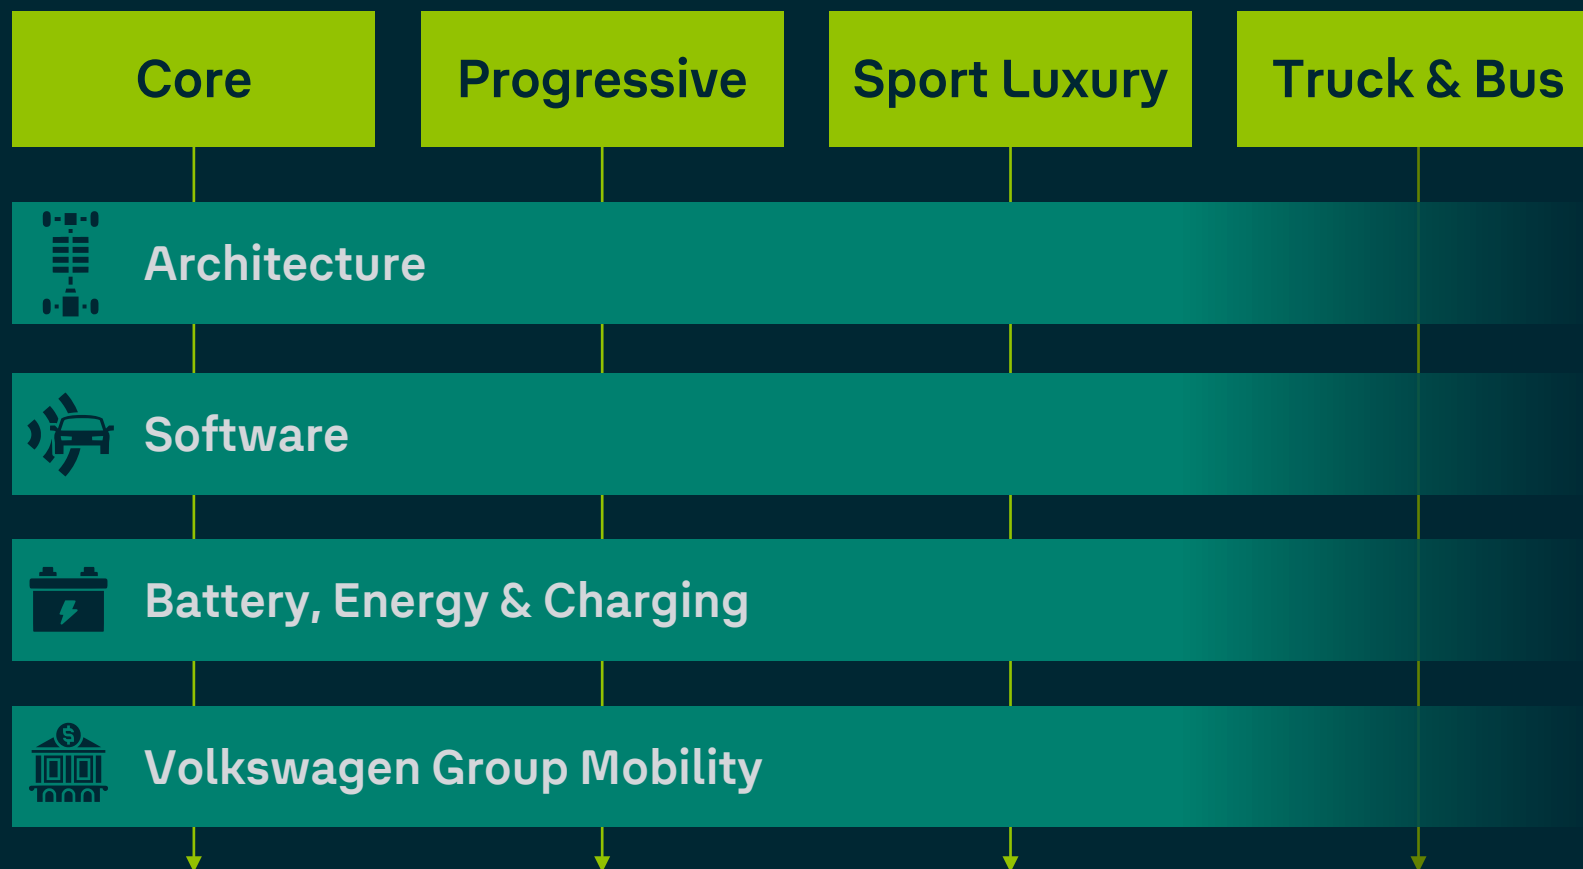 Core
Progressive
Sport Luxury
Truck & Bus
Architecture
Software
Battery, Energy & Charging
$
Volkswagen Group Mobility